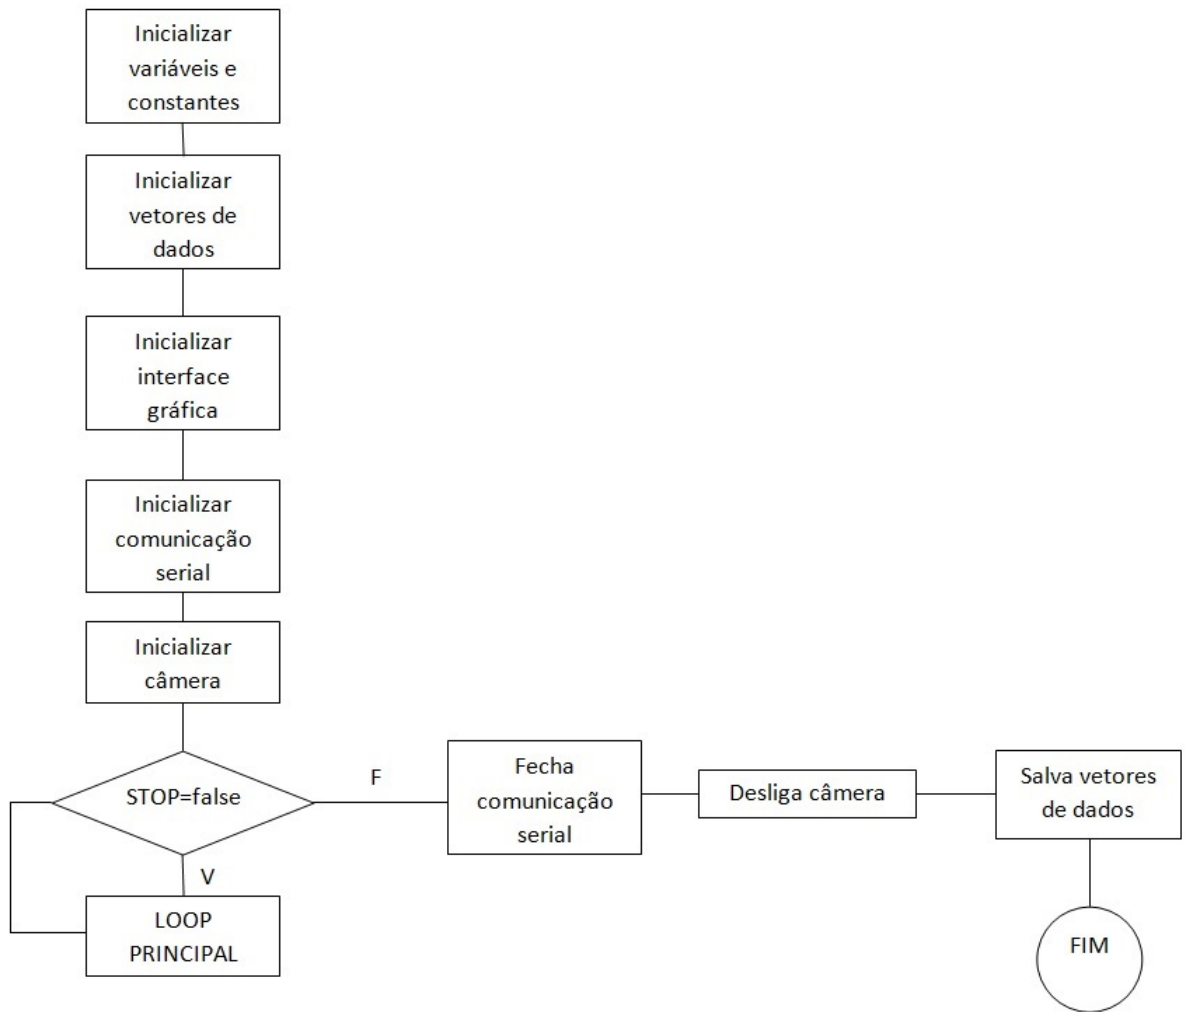 Inicializar
variáveis e
constantes
Inicializar
vetores de
dados
Inicializar
interface
gráfica
Inicializar
comunicação
serial
Inicializar
câmera
STOP=false
F
V
LOOP
PRINCIPAL
Fecha
comunicação
serial
Desliga câmera
Salva vetores
de dados
FIM